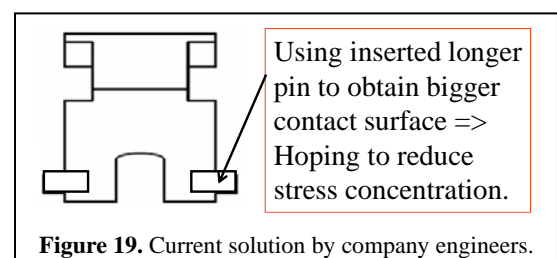 Using inserted longer
pin to obtain bigger
contact surface =>
Hoping to reduce
stress concentration.
Figure 19. Current solution by company engineers.